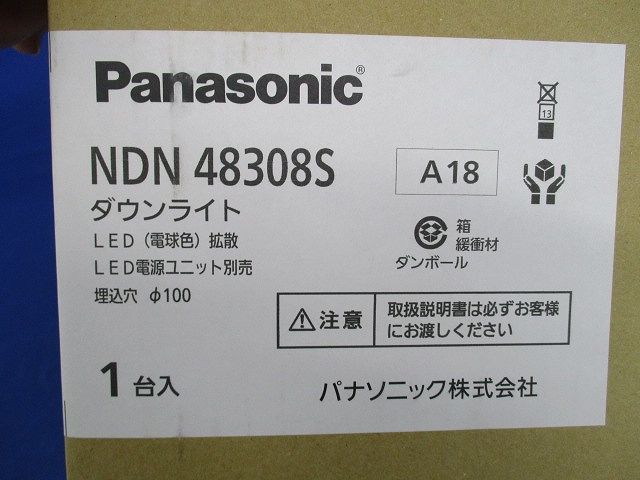 Panasonic®
NDN 48308S
A18
13
ダウンライト
LED（電球色）拡散
LED電源ユニット別売
埋込穴 φ100
箱
緩衝材
ダンボール
注意
取扱説明書は必ずお客様
にお渡しください
1台入
パナソニック株式会社